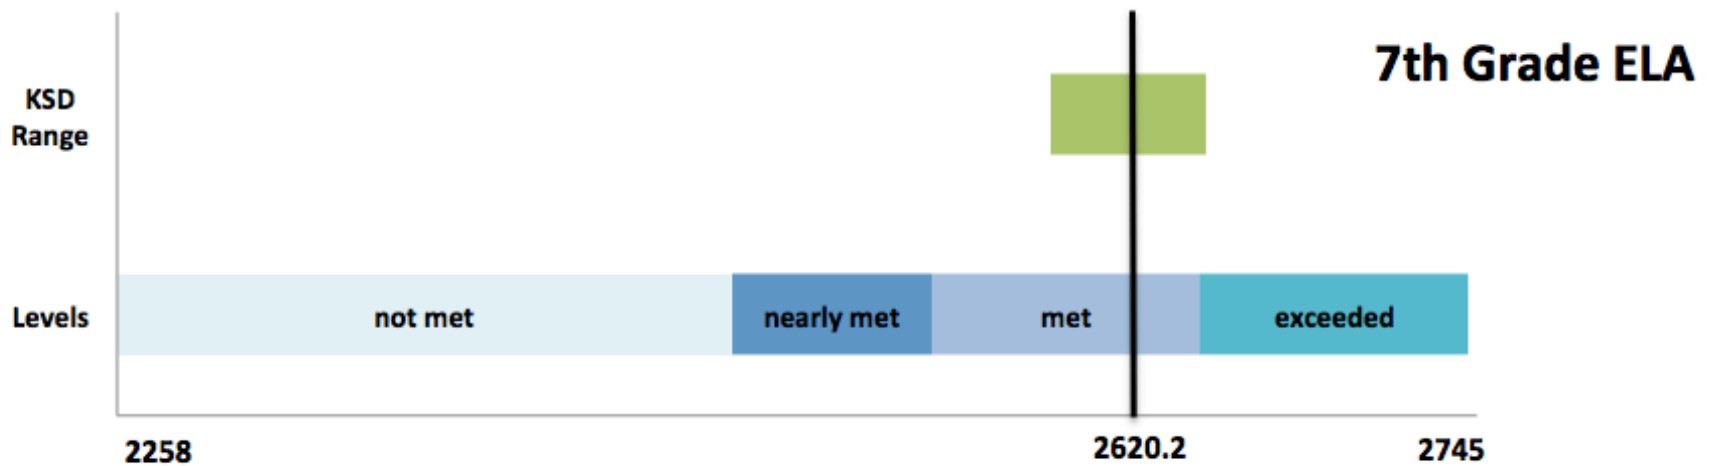 7th Grade ELA
KSD
Range
Levels
not met
nearly met
met
exceeded
2258
2620.2
2745